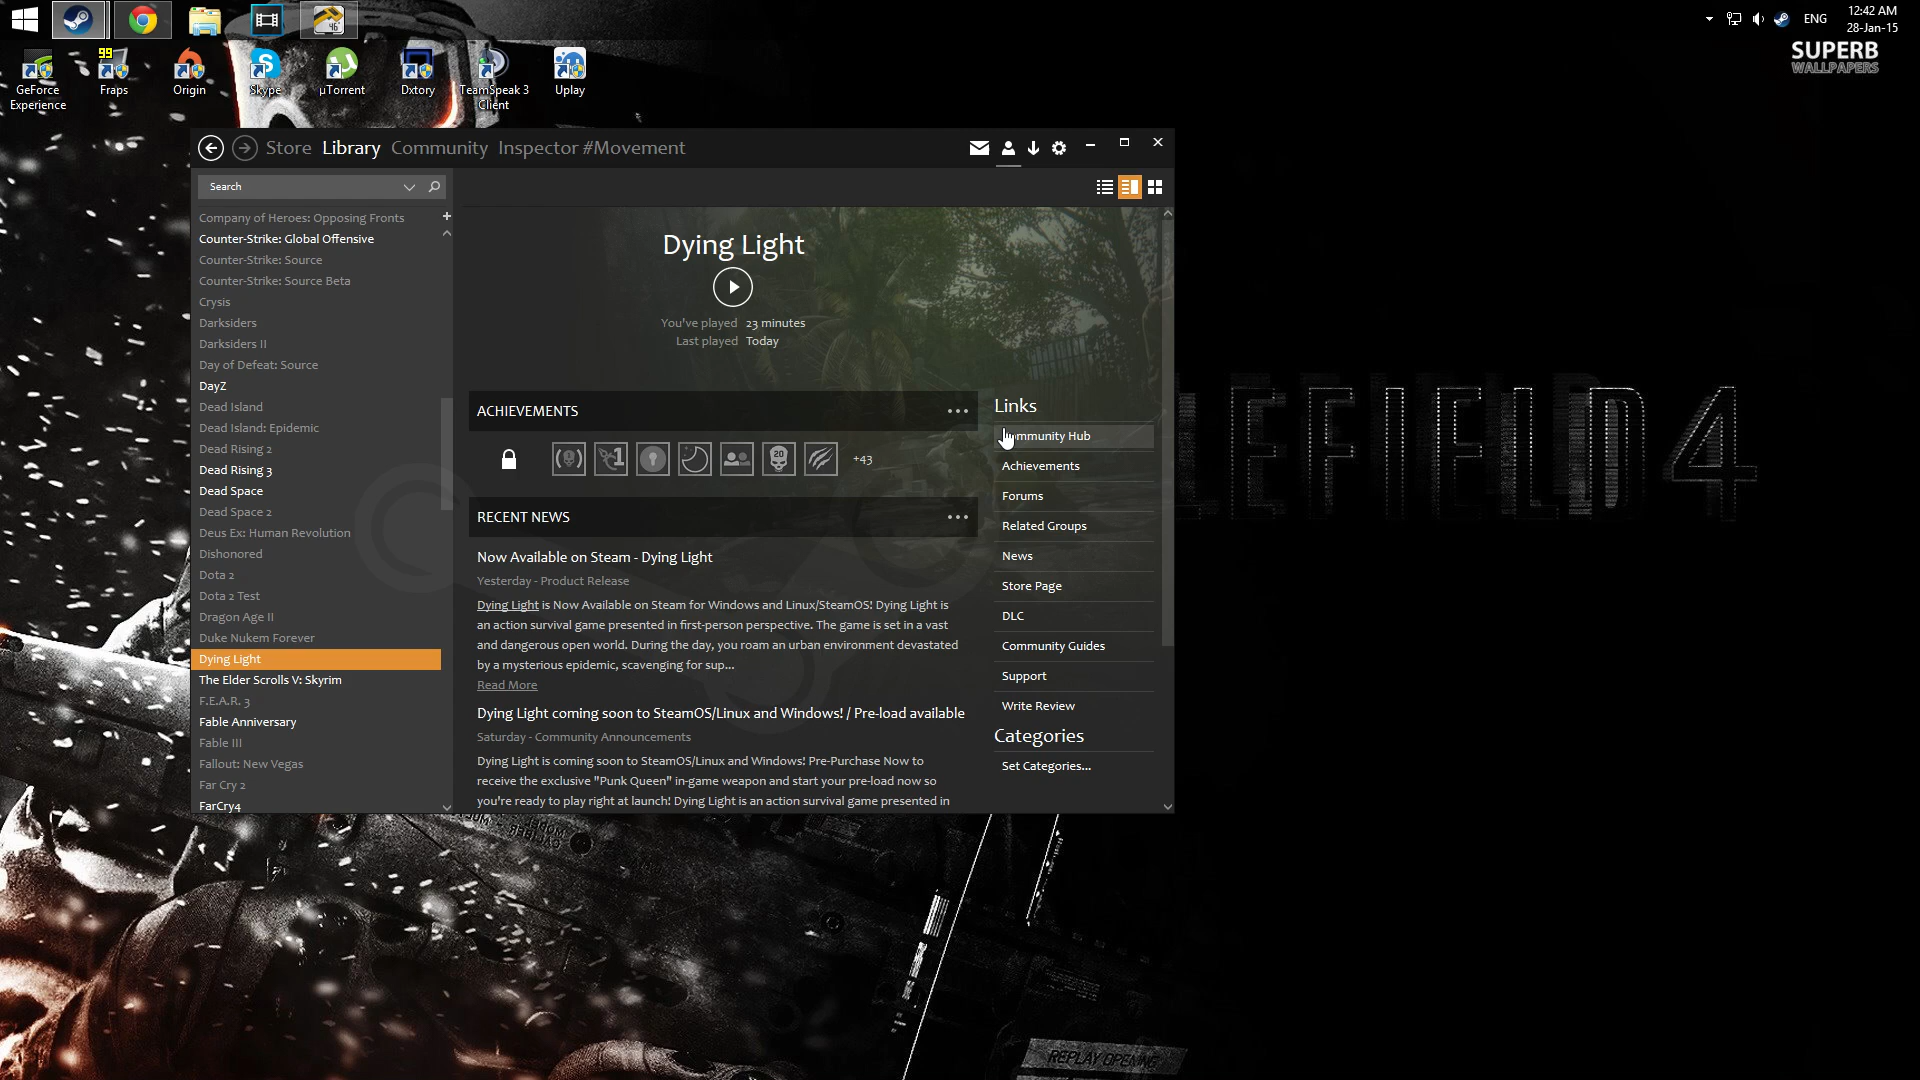 46°
ENG
12:42 AM
28-Jan-15
SUPERB
WALLPAPERS
GeForce
Experience
99
Fraps
Origin
Skype
µTorrent
Dxtory
TeamSpeak 3
Client
Uplay
Store Library Community Inspector #Movement
Search
Company of Heroes: Opposing Fronts
Counter-Strike: Global Offensive
Counter-Strike: Source
Counter-Strike: Source Beta
Crysis
Darksiders
Darksiders II
Day of Defeat: Source
DayZ
Dead Island
Dead Island: Epidemic
Dead Rising 2
Dead Rising 3
Dead Space
Dead Space 2
Deus Ex: Human Revolution
Dishonored
Dota 2
Dota 2 Test
Dragon Age II
Duke Nukem Forever
Dying Light
The Elder Scrolls V: Skyrim
F.E.A.R. 3
Fable Anniversary
Fable III
Fallout: New Vegas
Far Cry 2
FarCry4
Dying Light
You've played 23 minutes
Last played Today
ACHIEVEMENTS
1
20
+43
RECENT NEWS
Now Available on Steam - Dying Light
Yesterday - Product Release
Dying Light is Now Available on Steam for Windows and Linux/SteamOS! Dying Light is
an action survival game presented in first-person perspective. The game is set in a vast
and dangerous open world. During the day, you roam an urban environment devastated
by a mysterious epidemic, scavenging for sup...
Read More
Dying Light coming soon to SteamOS/Linux and Windows! / Pre-load available
Saturday - Community Announcements
Dying Light is coming soon to SteamOS/Linux and Windows! Pre-Purchase Now to
receive the exclusive "Punk Queen" in-game weapon and start your pre-load now so
you're ready to play right at launch! Dying Light is an action survival game presented in
Links
mmunity Hub
Achievements
Forums
Related Groups
News
Store Page
DLC
Community Guides
Support
Write Review
Categories
Set Categories...
LEFIELD 4
REPLAY OPENING